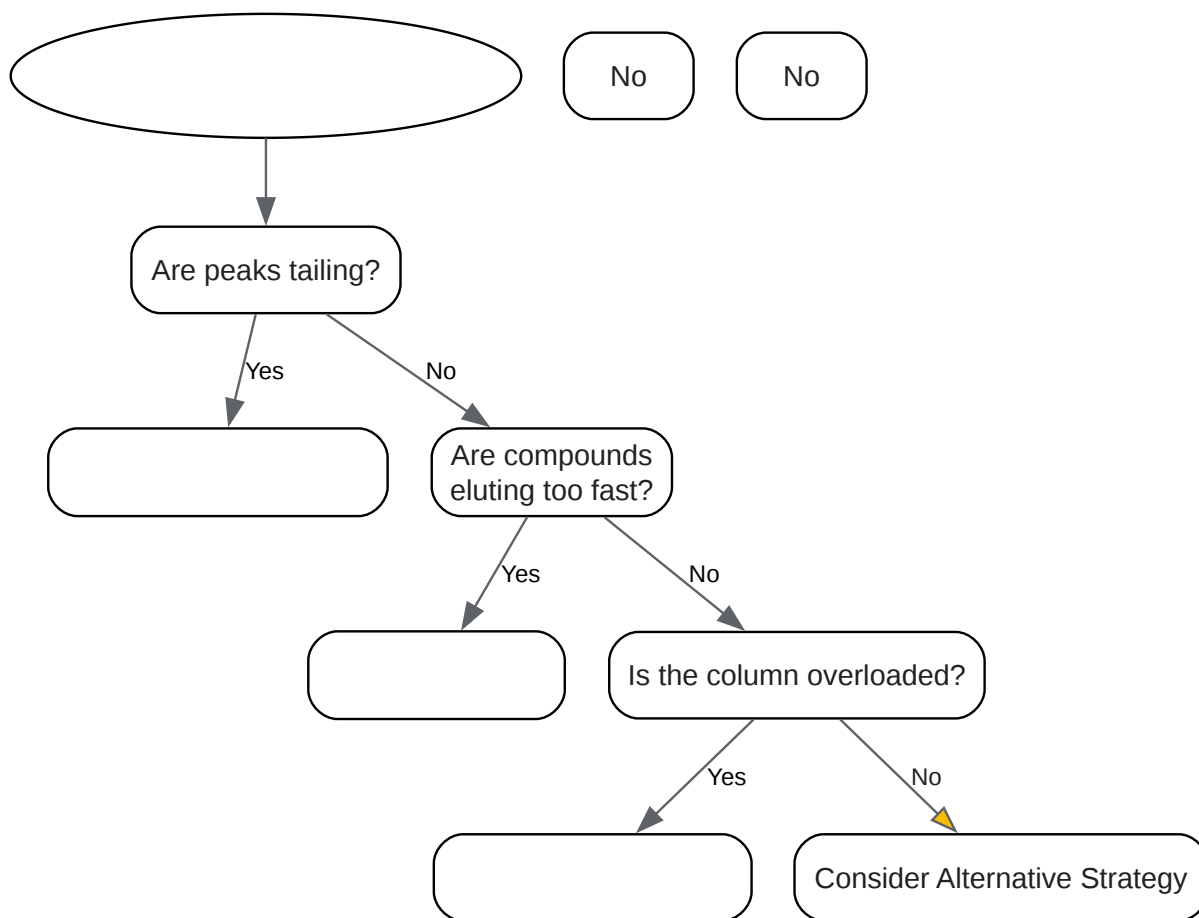 No
No
Are peaks tailing?
Yes
No
Are compounds
eluting too fast?
Yes
No
Is the column overloaded?
Yes
No
Consider Alternative Strategy